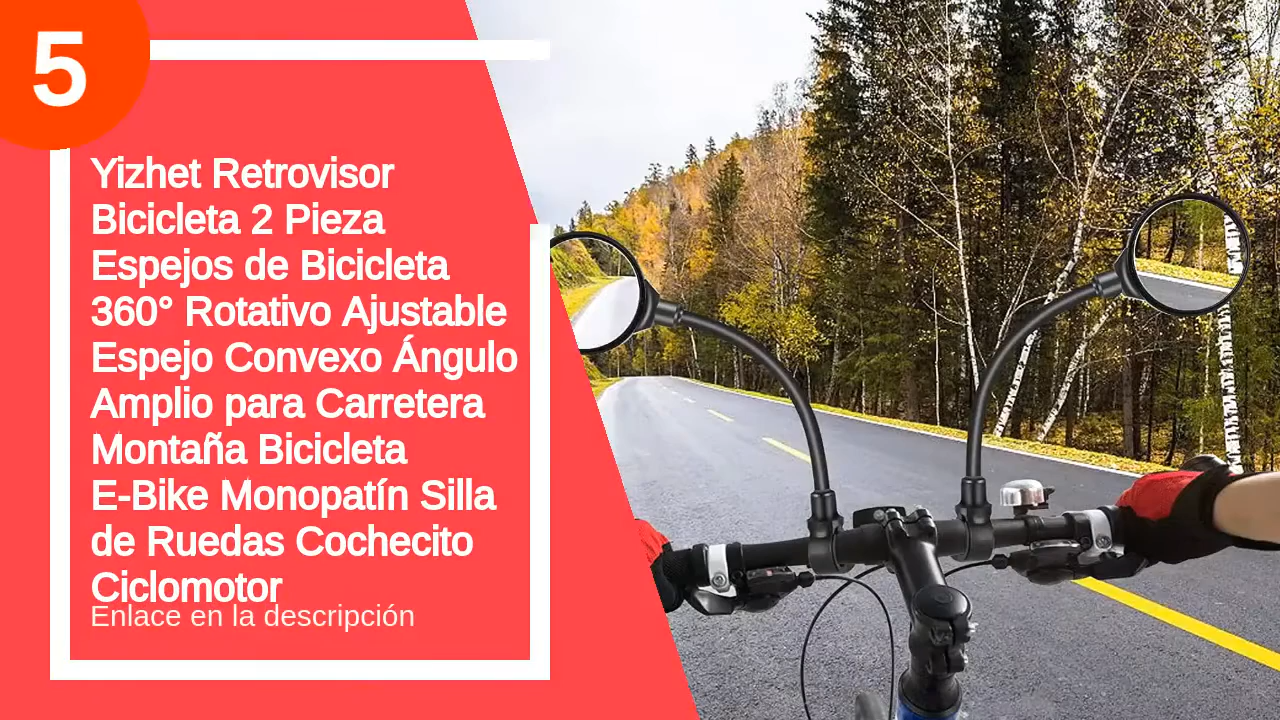 5
Yizhet Retrovisor
Bicicleta 2 Pieza
Espejos de Bicicleta
360° Rotativo Ajustable
Espejo Convexo Ángulo
Amplio para Carretera
Montaña Bicicleta
E-Bike Monopatín Silla
de Ruedas Cochecito
Ciclomotor
Enlace en la descripción